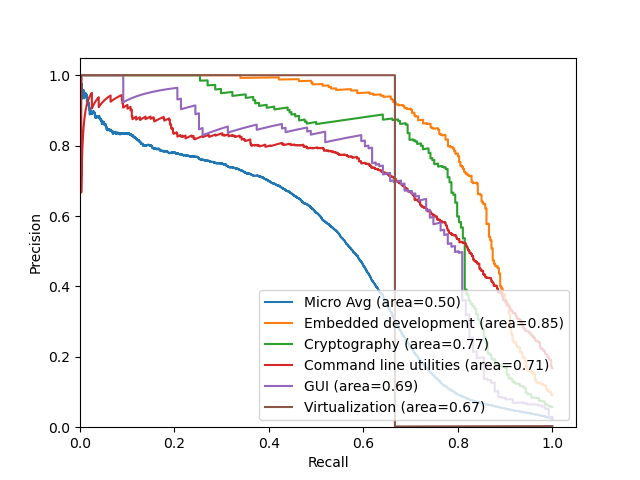 1.0
0.8
0.6
0.4
0.2
0.0
Precision
Micro Avg (area=0.50)
Embedded development (area=0.85)
Cryptography (area=0.77)
Command line utilities (area=0.71)
GUI (area=0.69)
Virtualization (area=0.67)
0.0 0.2 0.4 0.6 0.8 1.0
Recall